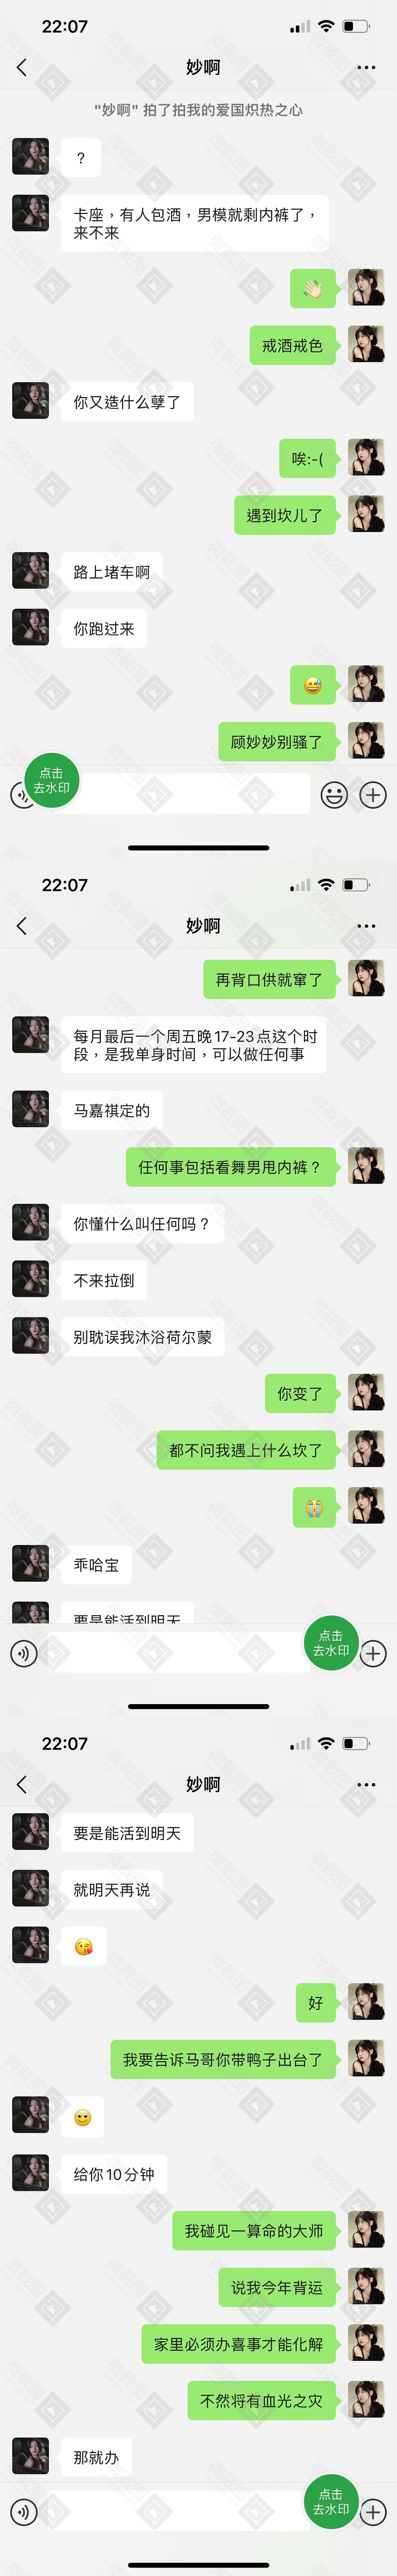 22:07
妙啊
"妙啊" 拍了拍我的爱国炽热之心
？
卡座，有人包酒，男模就剩内裤了，
来不来
👋🏻
戒酒戒色
你又造什么孽了
唉:-(
遇到坎儿了
路上堵车啊
你跑过来
😅
顾妙妙别骚了
点击
去水印
22:07
妙啊
再背口供就窜了
每月最后一个周五晚17-23点这个时
段，是我单身时间，可以做任何事
马嘉祺定的
任何事包括看舞男甩内裤？
你懂什么叫任何吗？
不来拉倒
别耽误我沐浴荷尔蒙
你变了
都不问我遇上什么坎了
😭
乖哈宝
要是能活到明天
点击
去水印
22:07
妙啊
要是能活到明天
就明天再说
😘
好
我要告诉马哥你带鸭子出台了
🙂
给你10分钟
我碰见一算命的大师
说我今年背运
家里必须办喜事才能化解
不然将有血光之灾
那就办
点击
去水印